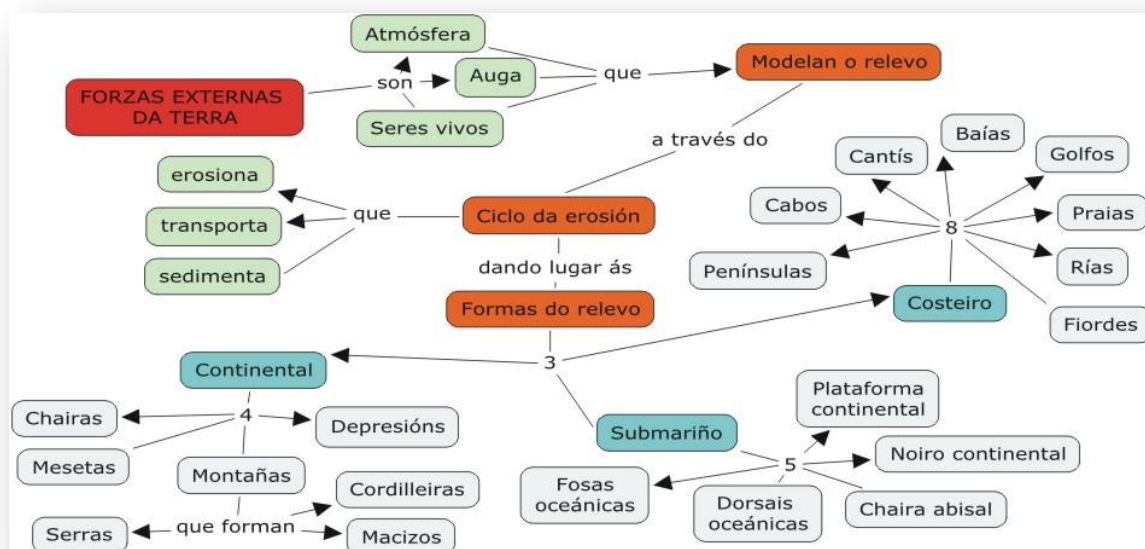 Atmósfera
Auga
que
Modelan o relevo
FORZAS EXTERNAS
DA TERRA
son
Seres vivos
a través do
erosiona
transporta
sedimenta
que
Ciclo da erosión
dando lugar ás
Formas do relevo
3
Baías
Cantís
Golfos
Cabos
Praias
8
Penínsulas
Rías
Costeiro
Fiordes
Continental
4
Chairas
Depresións
Mesetas
Montañas
Cordilleiras
Serras
que forman
Macizos
Submariño
Plataforma
continental
5
Noiro continental
Fosas
oceánicas
Dorsais
oceánicas
Chaira abisal